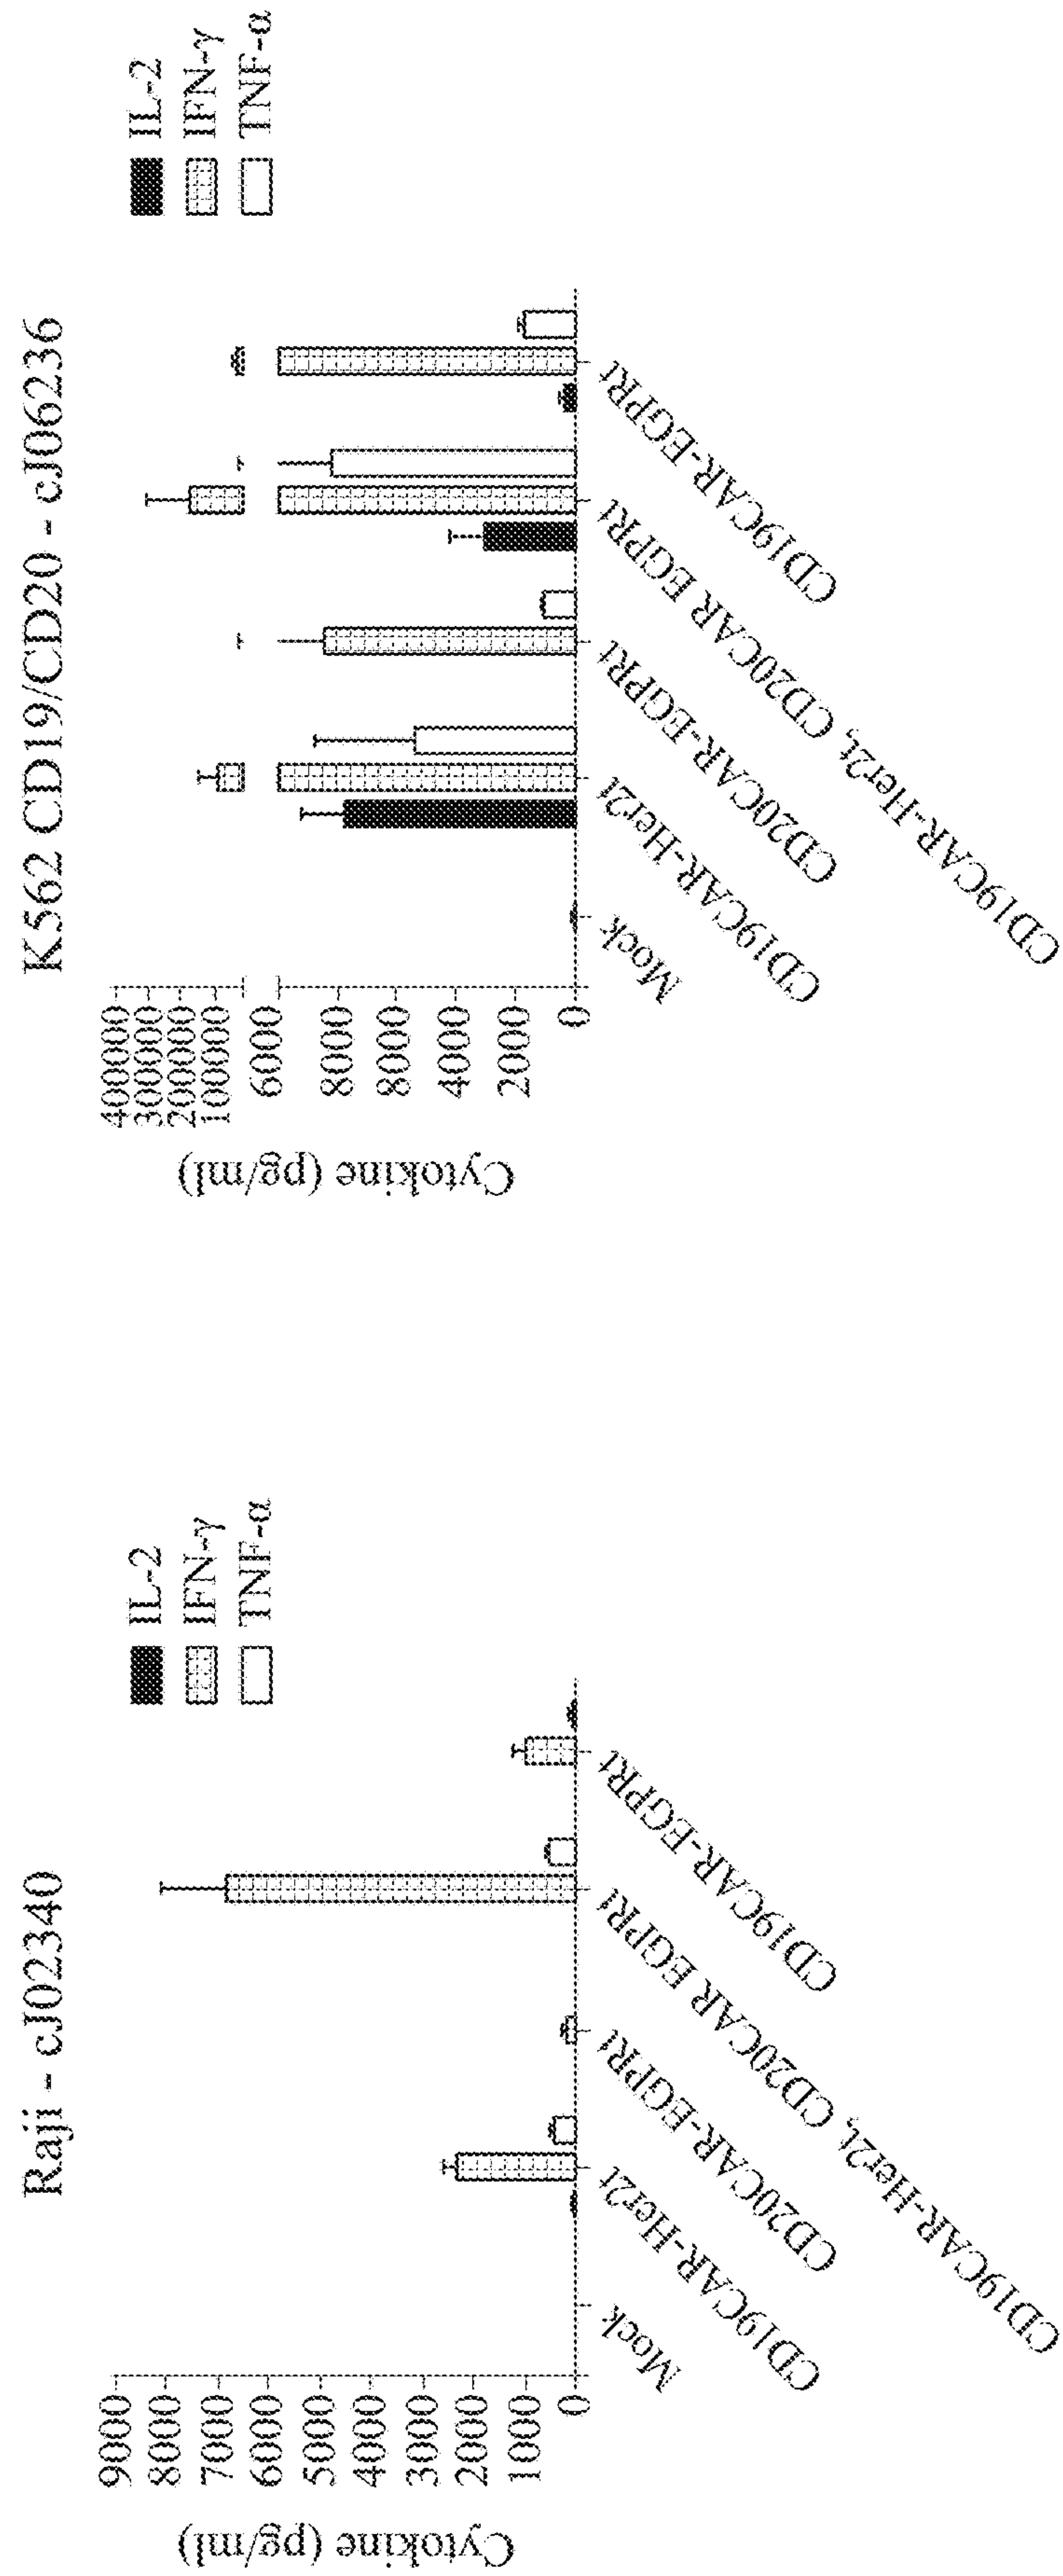 Raji - cJ02340
IL-2
IFN-γ
TNF-α
Cytokine (pg/ml)
9000
8000
7000
6000
5000
4000
3000
2000
1000
0
Mock
CD19CAR-Her2t
CD20CAR-EGPRt
CD19CAR-Her2t, CD20CAR EGPRt
CD19CAR-EGPRt
K562 CD19/CD20 - cJ06236
IL-2
IFN-γ
TNF-α
Cytokine (pg/ml)
400000
300000
200000
100000
6000
8000
8000
4000
2000
0
Mock
CD19CAR-Her2t
CD20CAR-EGPRt
CD19CAR-Her2t, CD20CAR EGPRt
CD19CAR-EGPRt